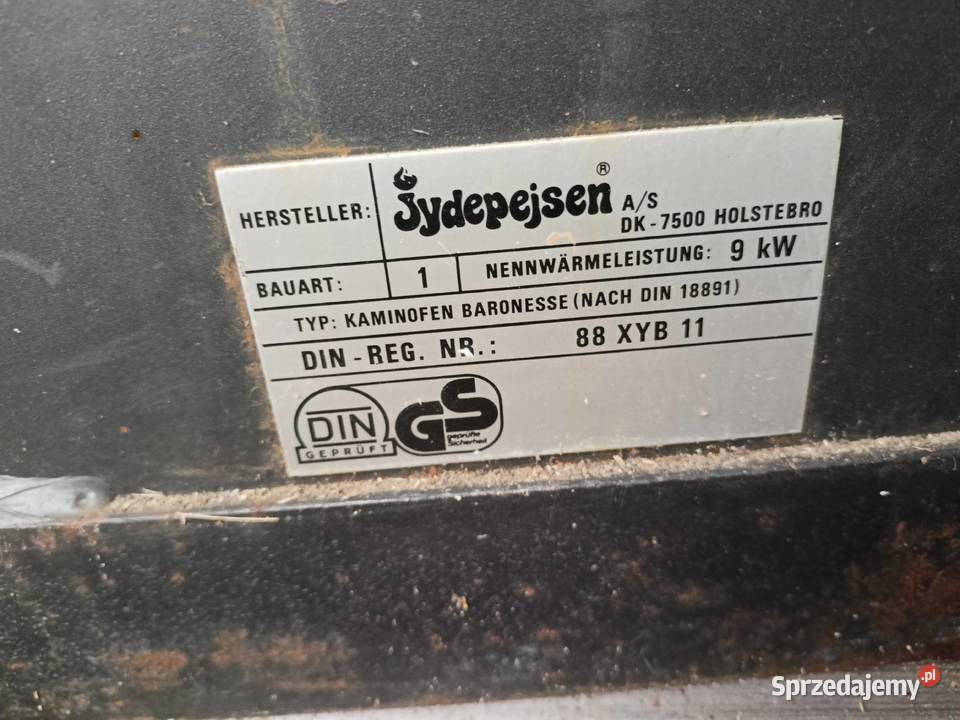 HERSTELLER: Jydepejsen® A/S
DK-7500 HOLSTEBRO
BAUART: 1 NENNWÄRMELEISTUNG: 9 kW
TYP: KAMINOFEN BARONESSE (NACH DIN 18891)
DIN-REG. NR.: 88 XYB 11
DIN
GEPRÜFT
GS
geprüfte
Sicherheit
Sprzedajemy.pl